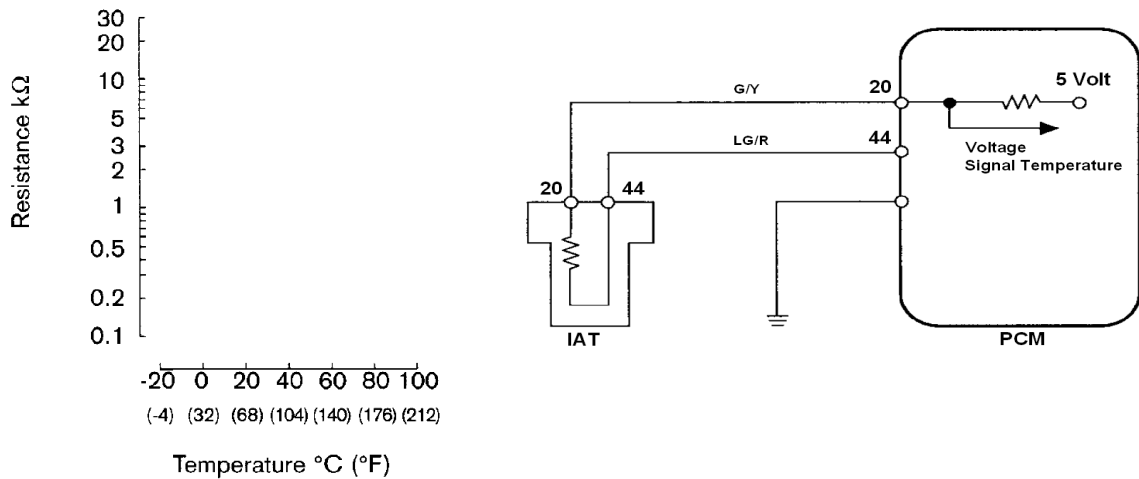 Resistance kΩ
30
20
10
5
3
2
1
0.5
0.2
0.1
-20 0 20 40 60 80 100
(-4) (32) (68) (104) (140) (176) (212)
Temperature °C (°F)
G/Y
LG/R
20
44
20 44
IAT
5 Volt
Voltage
Signal Temperature
PCM